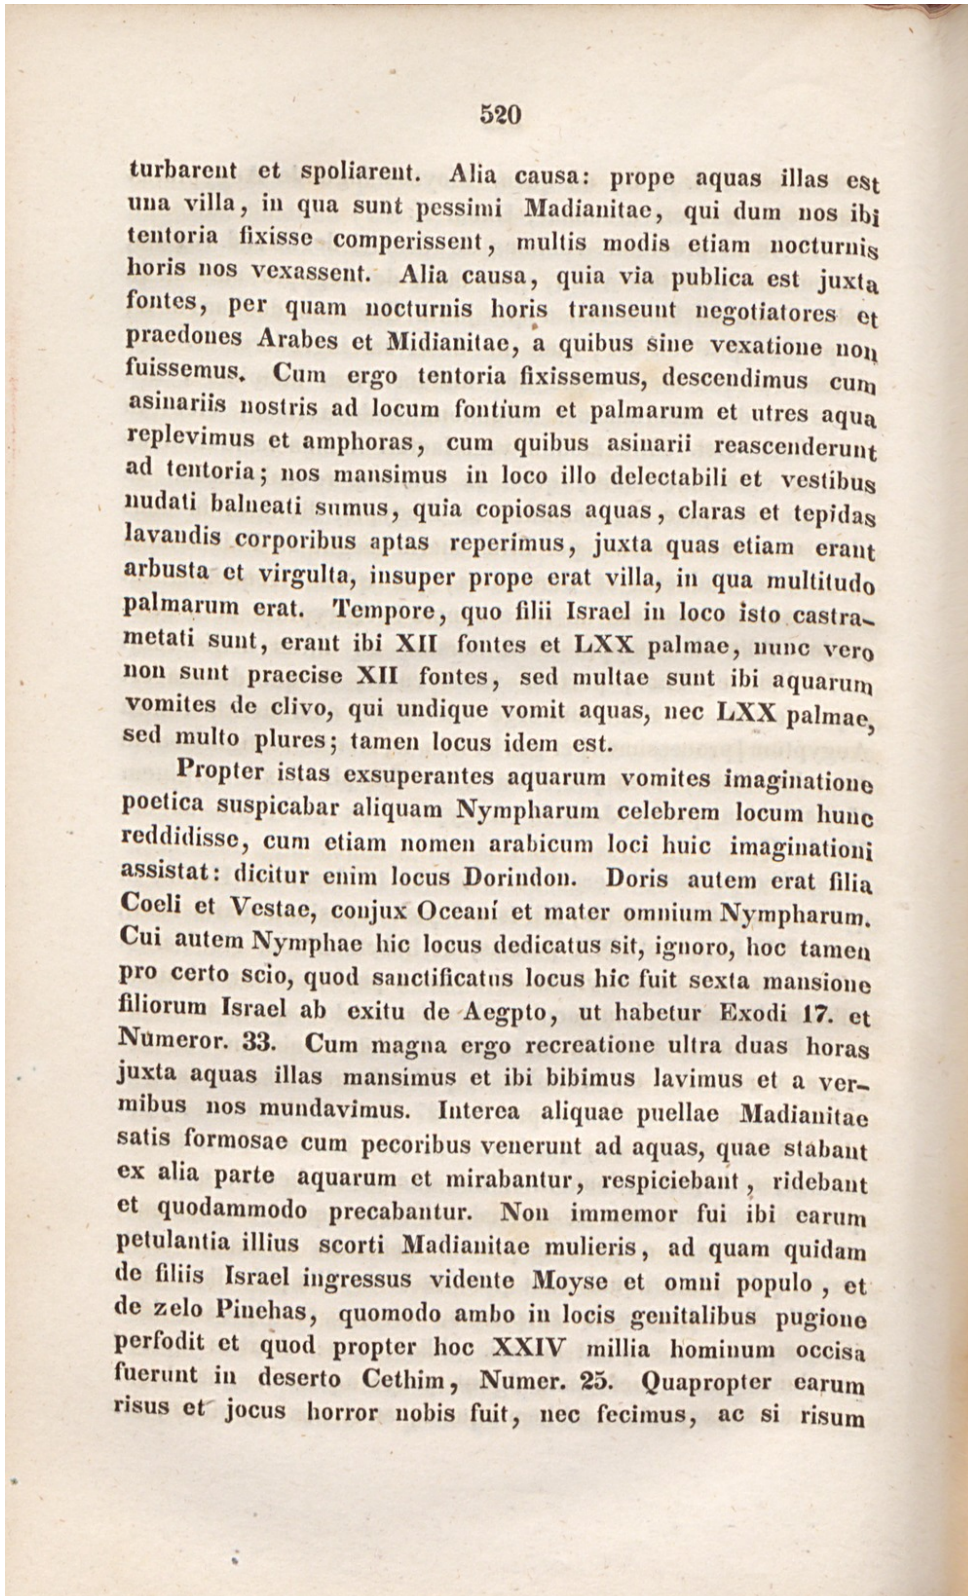 520
turbarent et spoliarent. Alia causa: prope aquas illas est
una villa, in qua sunt pessimi Madianitae, qui dum nos ibi
tentoria fixisse comperissent, multis modis etiam nocturnis
horis nos vexassent. Alia causa, quia via publica est juxta
fontes, per quam nocturnis horis transeunt negotiatores et
praedones Arabes et Midianitae, a quibus sine vexatione non
fuissemus. Cum ergo tentoria fixissemus, descendimus cum
asinariis nostris ad locum fontium et palmarum et utres aqua
replevimus et amphoras, cum quibus asinarii reascenderunt
ad tentoria; nos mansimus in loco illo delectabili et vestibus
nudati balneati sumus, quia copiosas aquas, claras et tepidas
lavandis corporibus aptas reperimus, juxta quas etiam erant
arbusta et virgulta, insuper prope erat villa, in qua multitudo
palmarum erat. Tempore, quo filii Israel in loco isto castra-
metati sunt, erant ibi XII fontes et LXX palmae, nunc vero
non sunt praecise XII fontes, sed multae sunt ibi aquarum
vomites de clivo, qui undique vomit aquas, nec LXX palmae,
sed multo plures; tamen locus idem est.
Propter istas exsuperantes aquarum vomites imaginatione
poetica suspicabar aliquam Nympharum celebrem locum hunc
reddidisse, cum etiam nomen arabicum loci huic imaginationi
assistat: dicitur enim locus Dorindon. Doris autem erat filia
Coeli et Vestae, conjux Oceani et mater omnium Nympharum.
Cui autem Nymphae hic locus dedicatus sit, ignoro, hoc tamen
pro certo scio, quod sanctificatus locus hic fuit sexta mansione
filiorum Israel ab exitu de Aegpto, ut habetur Exodi 17. et
Numeror. 33. Cum magna ergo recreatione ultra duas horas
juxta aquas illas mansimus et ibi bibimus lavimus et a ver-
mibus nos mundavimus. Interea aliquae puellae Madianitae
satis formosae cum pecoribus venerunt ad aquas, quae stabant
ex alia parte aquarum et mirabantur, respiciebant, ridebant
et quodammodo precabantur. Non immemor fui ibi earum
petulantia illius scorti Madianitae mulieris, ad quam quidam
de filiis Israel ingressus vidente Moyse et omni populo, et
de zelo Pinehas, quomodo ambo in locis genitalibus pugione
perfodit et quod propter hoc XXIV millia hominum occisa
fuerunt in deserto Cethim, Numer. 25. Quapropter earum
risus et jocus horror nobis fuit, nec fecimus, ac si risum